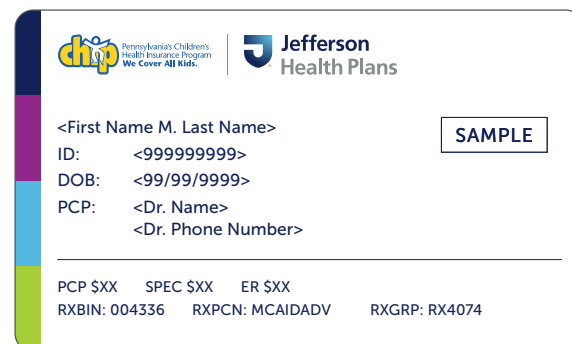 chip Pennsylvania's Children's
Health Insurance Program
We Cover All Kids.
Jefferson
Health Plans
<First Name M. Last Name>
SAMPLE
ID: <999999999>
DOB: <99/99/9999>
PCP: <Dr. Name>
<Dr. Phone Number>
PCP $XX SPEC $XX ER $XX
RXBIN: 004336 RXPCN: MCAIDADV RXGRP: RX4074